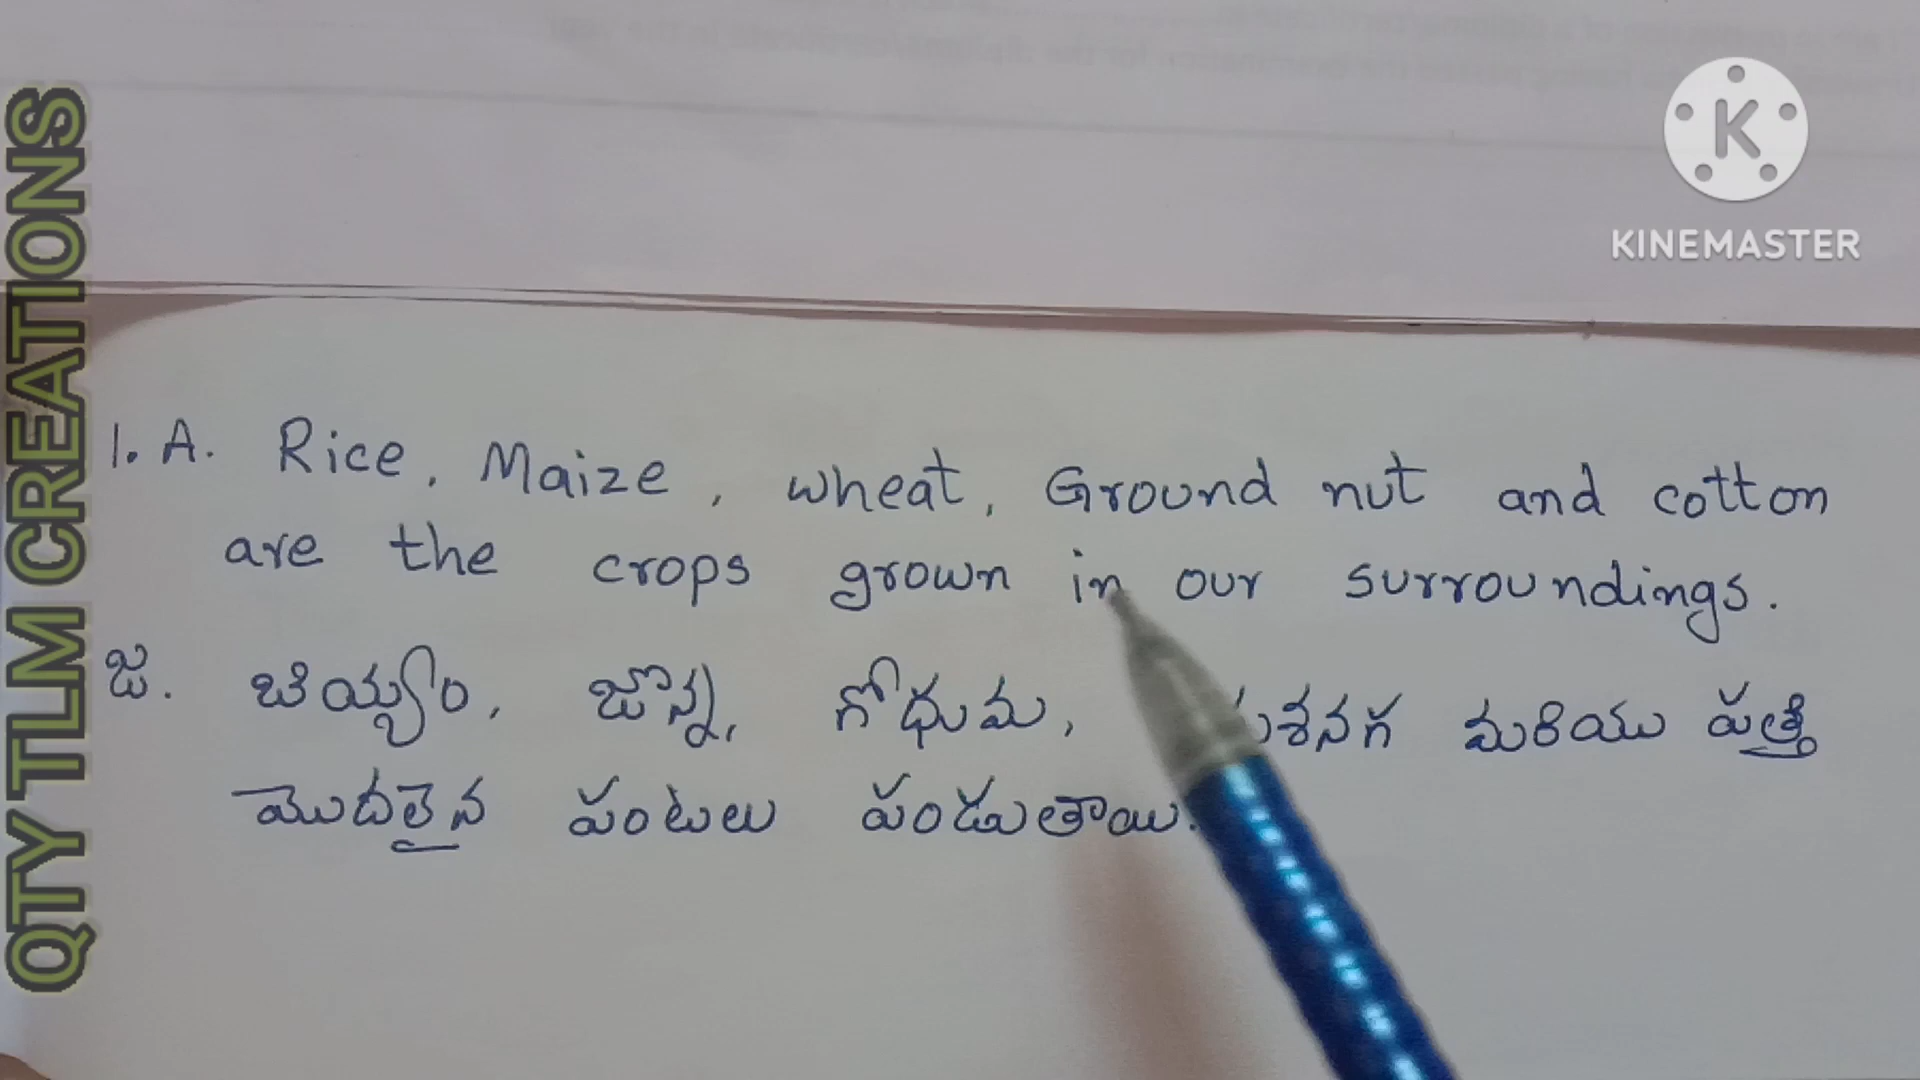 QTY TLM CREATIONS
KINEMASTER
1. A. Rice, Maize, wheat, Ground nut and cotton
are the crops grown in our surroundings.
జ. బియ్యం, జొన్న, గోధుమ, మరియు పత్తి
మొదలైన పంటలు పండుతాయి.